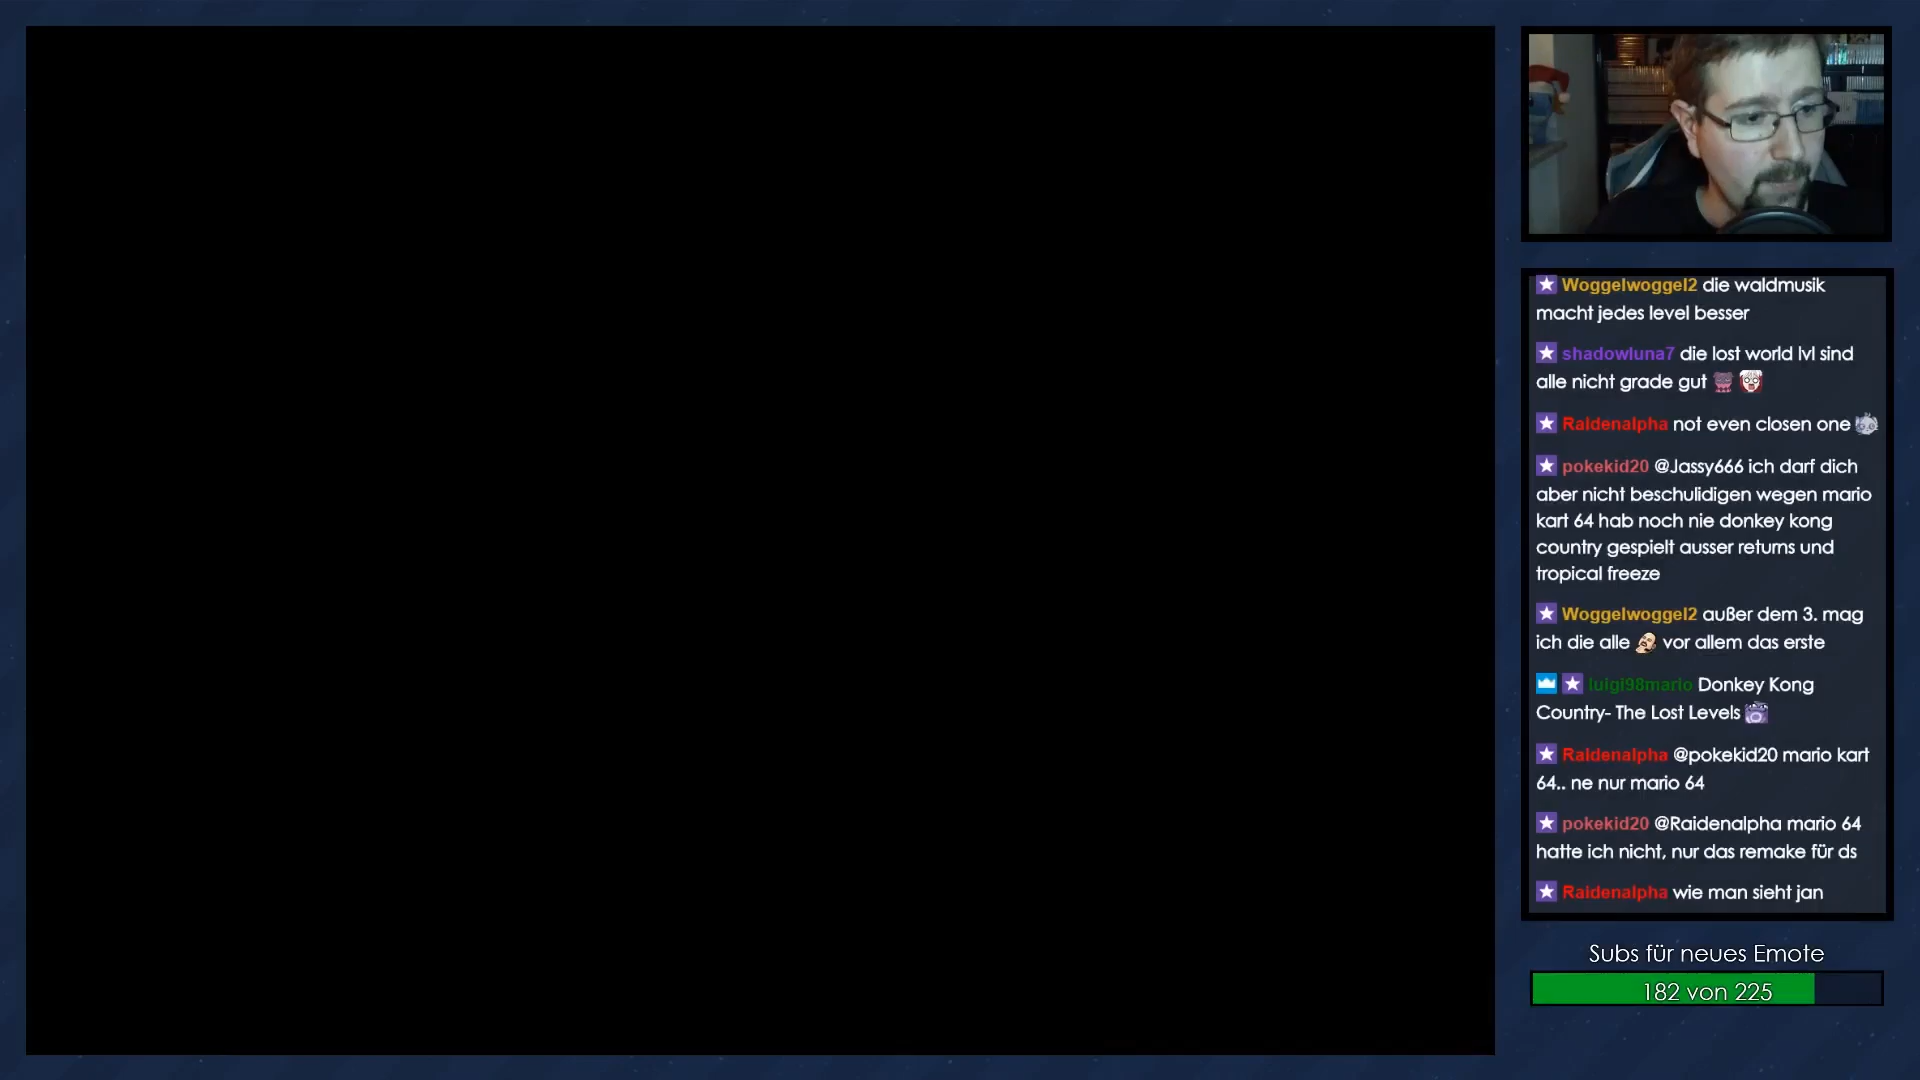 Woggelwoggel2 die waldmusik
macht jedes level besser
shadowluna7 die lost world lvl sind
alle nicht grade gut
Raidenalpha not even closen one
pokekid20 @Jassy666 ich darf dich
aber nicht beschulidigen wegen mario
kart 64 hab noch nie donkey kong
country gespielt ausser returns und
tropical freeze
Woggelwoggel2 außer dem 3. mag
ich die alle vor allem das erste
luigi98mario Donkey Kong
Country- The Lost Levels
Raidenalpha @pokekid20 mario kart
64.. ne nur mario 64
pokekid20 @Raidenalpha mario 64
hatte ich nicht, nur das remake für ds
Raidenalpha wie man sieht jan
Subs für neues Emote
182 von 225